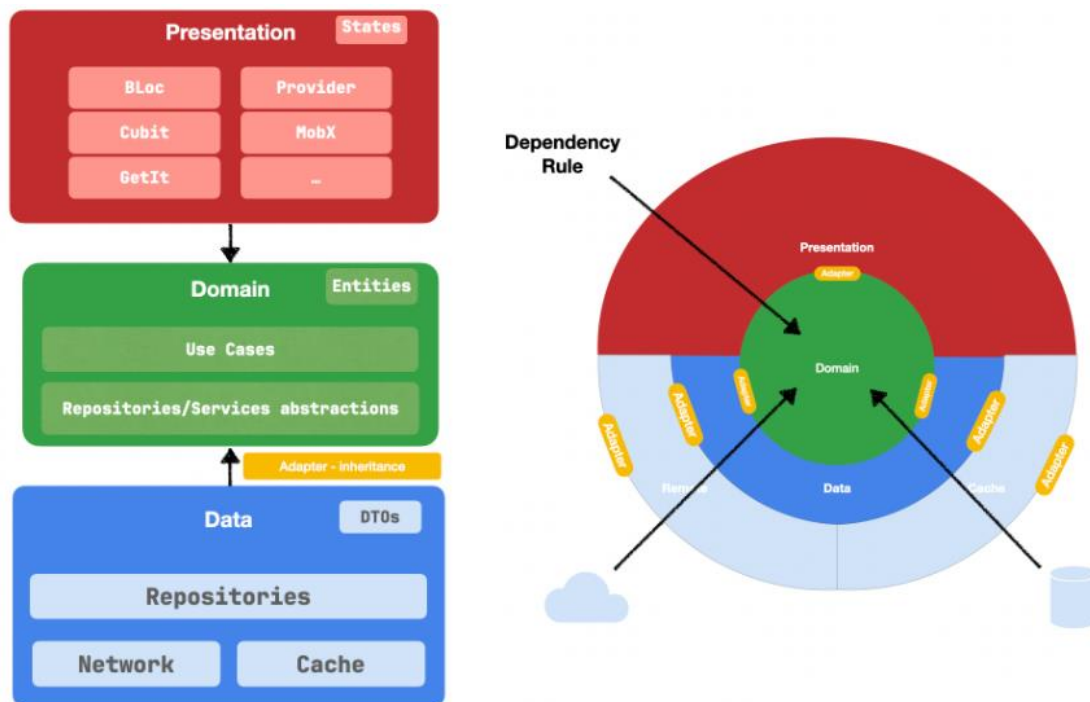 Presentation
States
BLoc
Provider
Cubit
MobX
GetIt
…
Domain
Entities
Use Cases
Repositories/Services abstractions
Adapter - inheritance
Data
DTOs
Repositories
Network
Cache
Dependency
Rule
Presentation
Adapter
Domain
Adapter
Adapter
Adapter
Adapter
Adapter
Adapter
Remote
Data
Cache